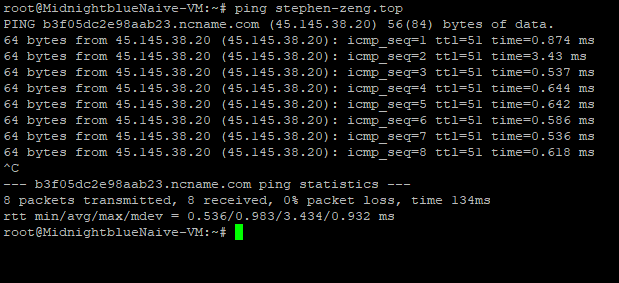 root@MidnightblueNaive-VM:~# ping stephen-zeng.top
PING b3f05dc2e98aab23.ncname.com (45.145.38.20) 56(84) bytes of data.
64 bytes from 45.145.38.20 (45.145.38.20): icmp_seq=1 ttl=51 time=0.874 ms
64 bytes from 45.145.38.20 (45.145.38.20): icmp_seq=2 ttl=51 time=3.43 ms
64 bytes from 45.145.38.20 (45.145.38.20): icmp_seq=3 ttl=51 time=0.537 ms
64 bytes from 45.145.38.20 (45.145.38.20): icmp_seq=4 ttl=51 time=0.644 ms
64 bytes from 45.145.38.20 (45.145.38.20): icmp_seq=5 ttl=51 time=0.642 ms
64 bytes from 45.145.38.20 (45.145.38.20): icmp_seq=6 ttl=51 time=0.586 ms
64 bytes from 45.145.38.20 (45.145.38.20): icmp_seq=7 ttl=51 time=0.536 ms
64 bytes from 45.145.38.20 (45.145.38.20): icmp_seq=8 ttl=51 time=0.618 ms
^C
--- b3f05dc2e98aab23.ncname.com ping statistics ---
8 packets transmitted, 8 received, 0% packet loss, time 134ms
rtt min/avg/max/mdev = 0.536/0.983/3.434/0.932 ms
root@MidnightblueNaive-VM:~#